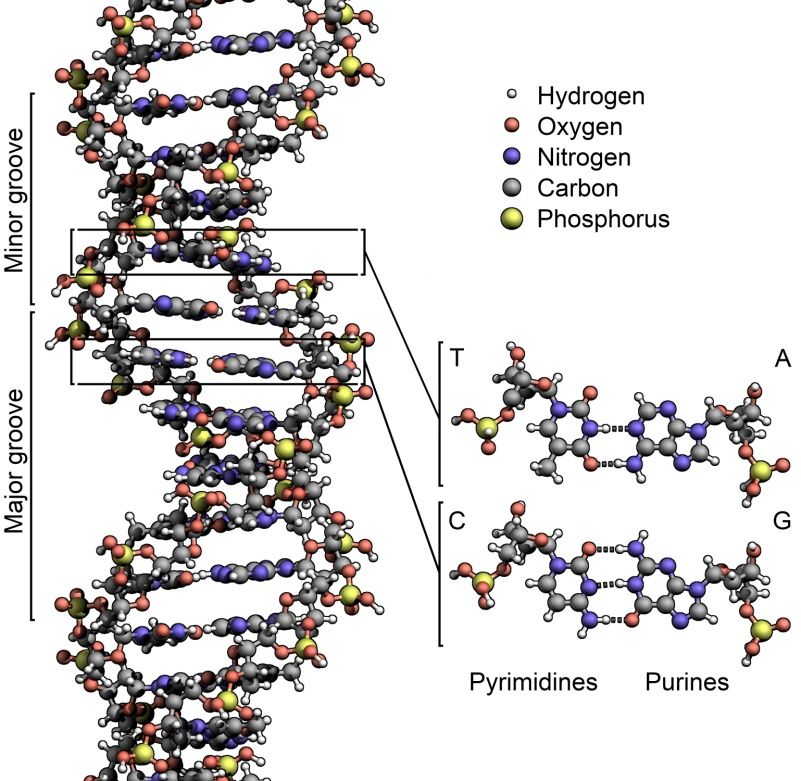 Minor groove
Major groove
Hydrogen
Oxygen
Nitrogen
Carbon
Phosphorus
T
A
C
G
Pyrimidines
Purines